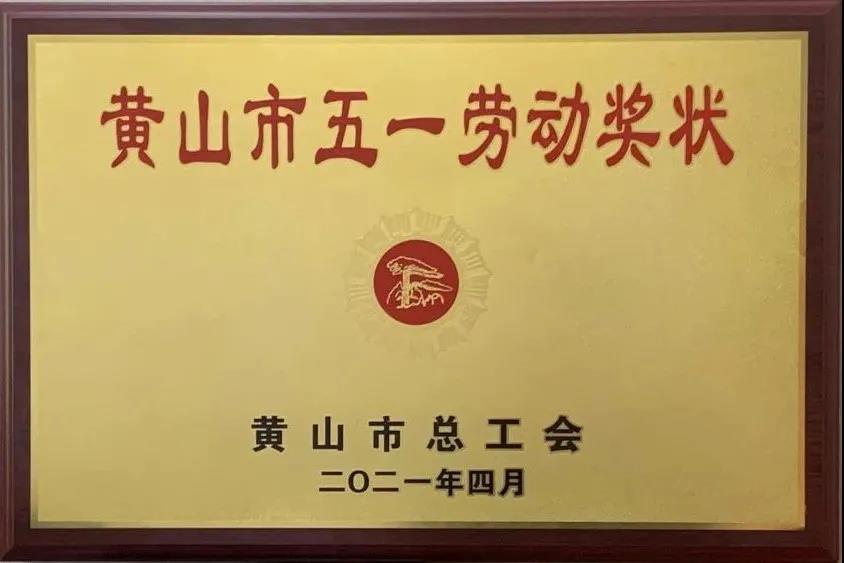 黄山市五一劳动奖状
黄山市总工会
二〇二一年四月